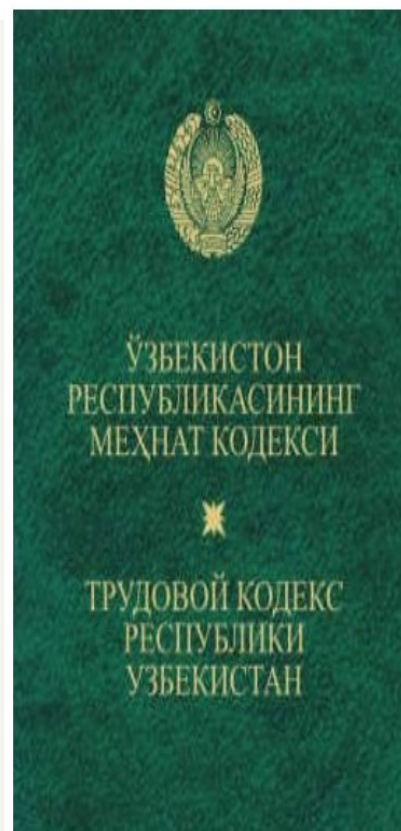 ЎЗБЕКИСТОН
РЕСПУБЛИКАСИНИНГ
МЕҲНАТ КОДЕКСИ
ТРУДОВОЙ КОДЕКС
РЕСПУБЛИКИ
УЗБЕКИСТАН